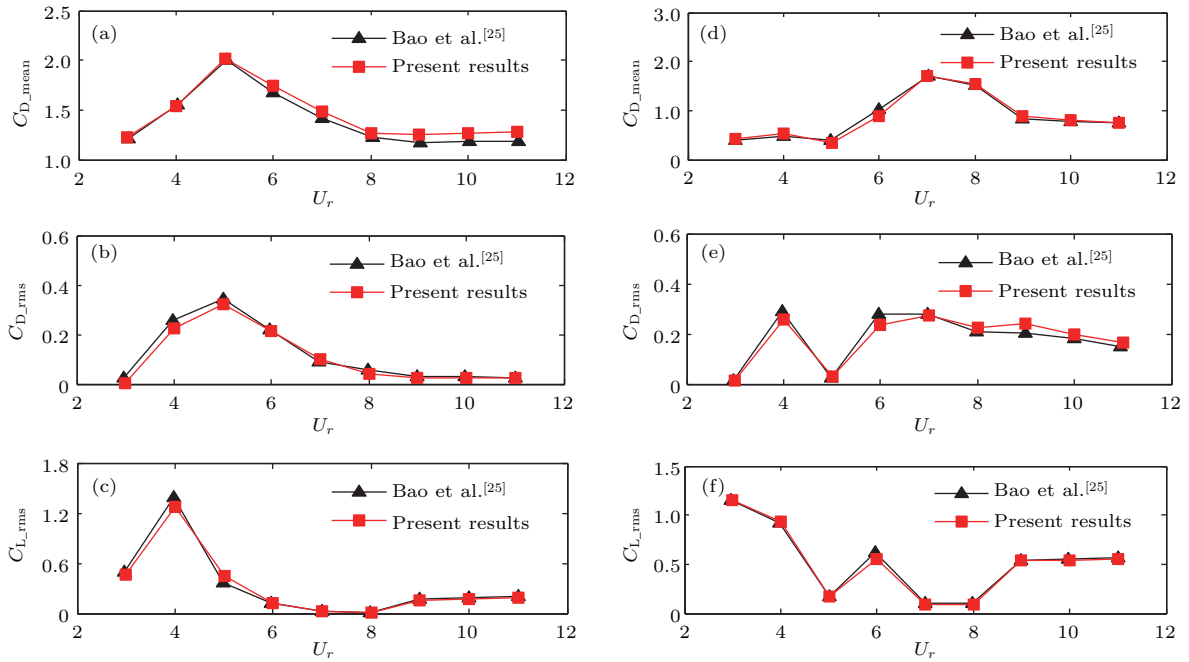 (a)
2.5
2.0
1.5
1.0
C_D_mean
2 4 6 8 10 12
U_r
Bao et al.[25]
Present results
(d)
3.0
2.0
1.0
0
C_D_mean
2 4 6 8 10 12
U_r
Bao et al.[25]
Present results
(b)
0.6
0.4
0.2
0
C_D_rms
2 4 6 8 10 12
U_r
Bao et al.[25]
Present results
(e)
0.6
0.4
0.2
0
C_D_rms
2 4 6 8 10 12
U_r
Bao et al.[25]
Present results
(c)
1.8
1.2
0.6
0
C_L_rms
2 4 6 8 10 12
U_r
Bao et al.[25]
Present results
(f)
1.5
1.0
0.5
0
C_L_rms
2 4 6 8 10 12
U_r
Bao et al.[25]
Present results